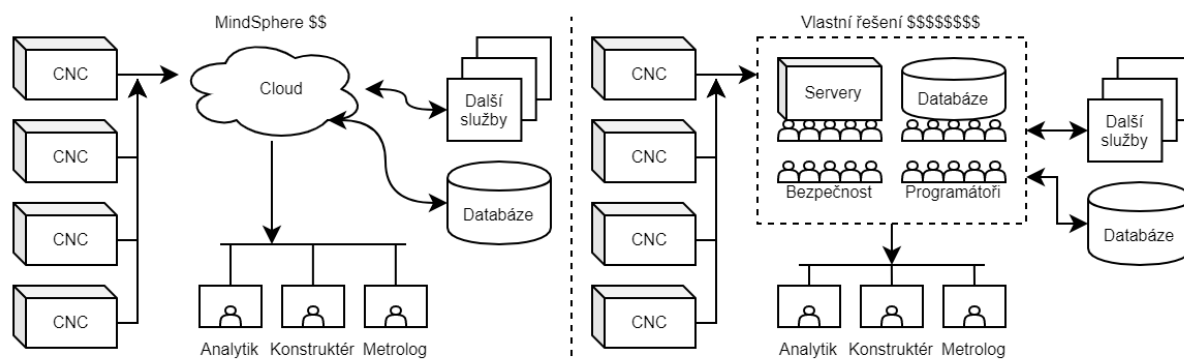 MindSphere $$
CNC
CNC
CNC
CNC
Cloud
Další
služby
Databáze
Analytik
Konstruktér
Metrolog
Vlastní řešení $$$$$$$$
CNC
CNC
CNC
CNC
Servery
Databáze
Bezpečnost
Programátoři
Další
služby
Databáze
Analytik
Konstruktér
Metrolog